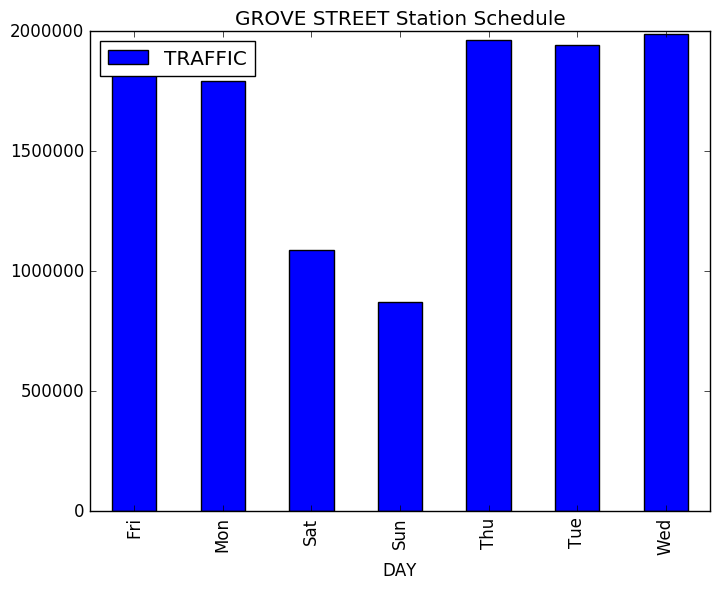 GROVE STREET Station Schedule
TRAFFIC
2000000
1500000
1000000
500000
0
Fri
Mon
Sat
Sun
Thu
Tue
Wed
DAY